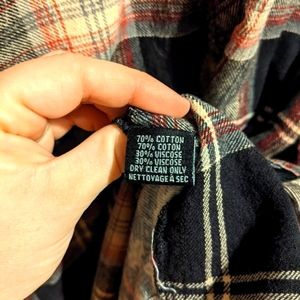 70% COTTON
70% COTON
30% VISCOSE
30% VISCOSE
DRY CLEAN ONLY
NETTOYAGE À SEC